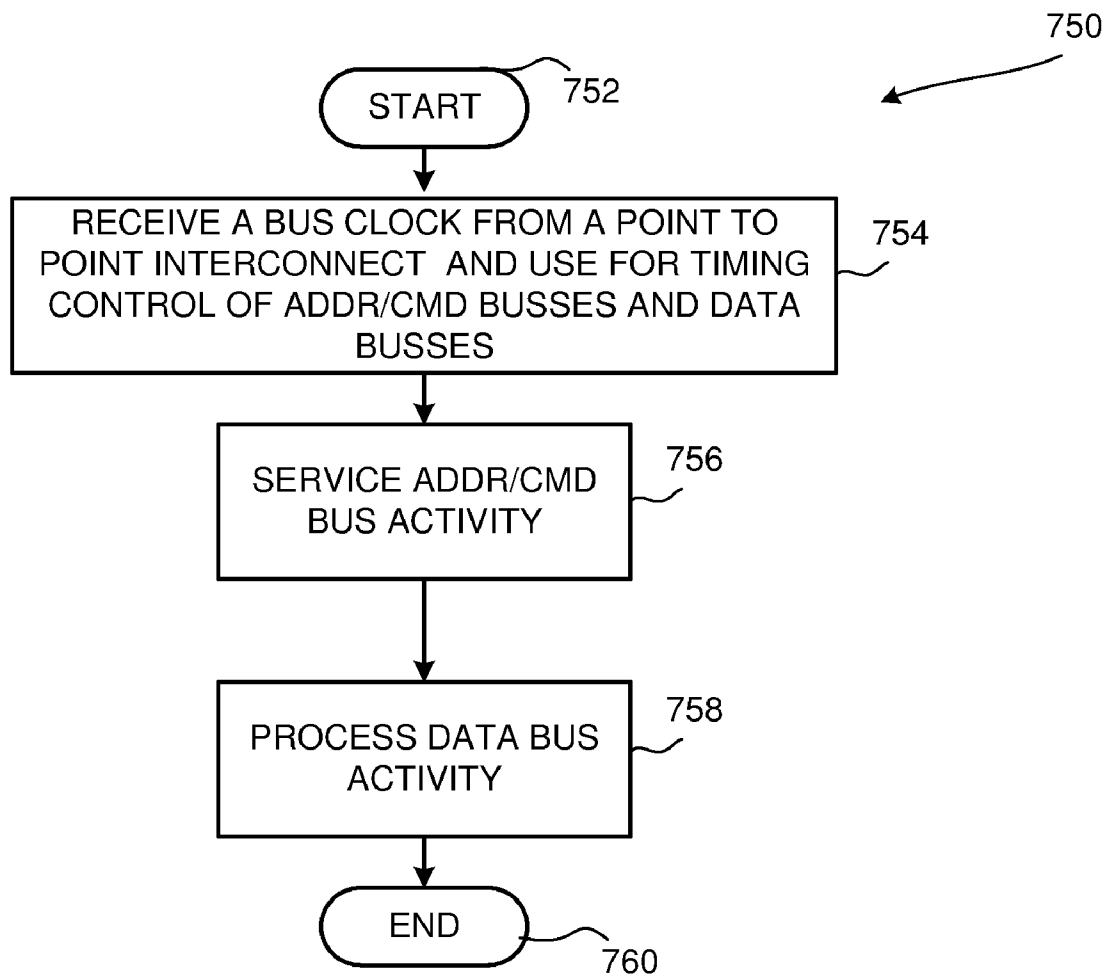 750
START
752
RECEIVE A BUS CLOCK FROM A POINT TO
POINT INTERCONNECT AND USE FOR TIMING
CONTROL OF ADDR/CMD BUSSES AND DATA
BUSSES
754
SERVICE ADDR/CMD
BUS ACTIVITY
756
PROCESS DATA BUS
ACTIVITY
758
END
760